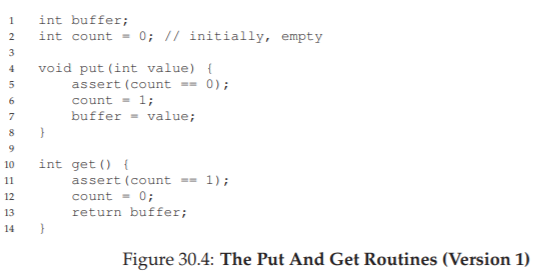 1 int buffer;
2 int count = 0; // initially, empty
3
4 void put(int value) {
5 assert(count == 0);
6 count = 1;
7 buffer = value;
8 }
9
10 int get() {
11 assert(count == 1);
12 count = 0;
13 return buffer;
14 }
Figure 30.4: The Put And Get Routines (Version 1)